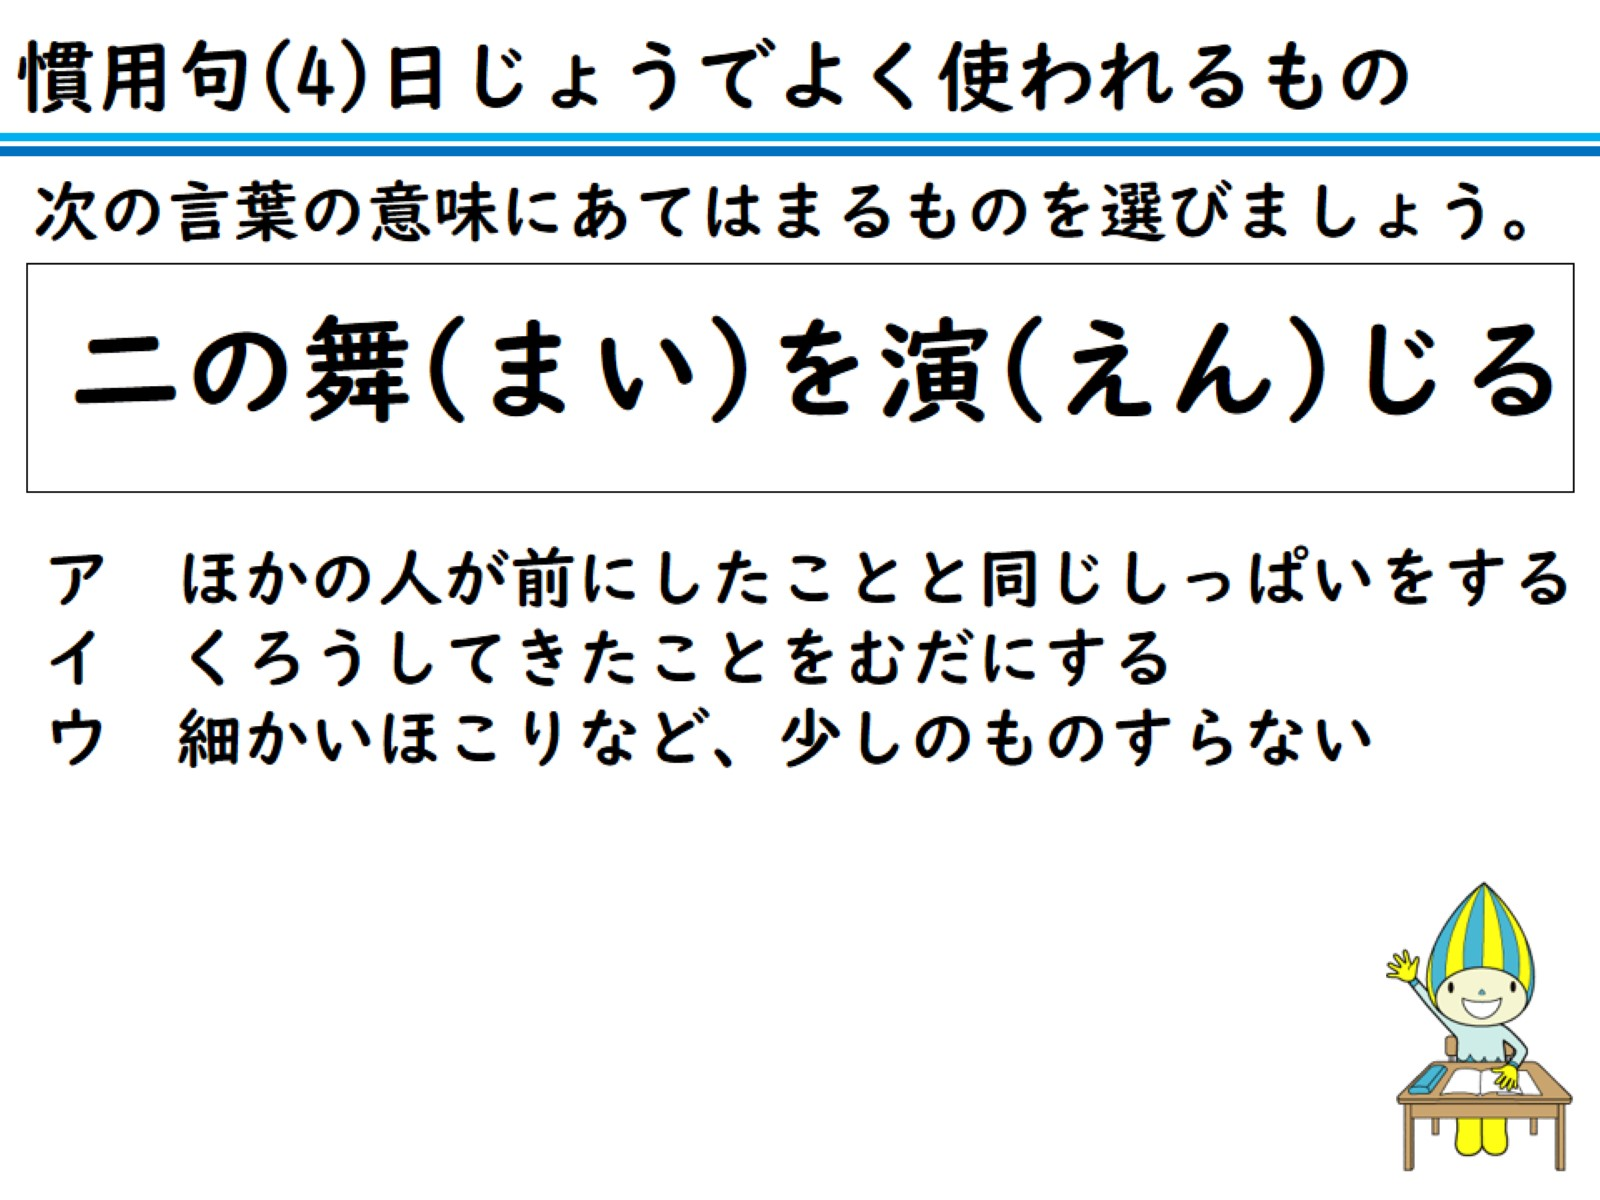 慣用句(4)日じょうでよく使われるもの
次の言葉の意味にあてはまるものを選びましょう。
二の舞(まい)を演(えん)じる
ア　ほかの人が前にしたことと同じしっぱいをする
イ　くろうしてきたことをむだにする
ウ　細かいほこりなど、少しのものすらない